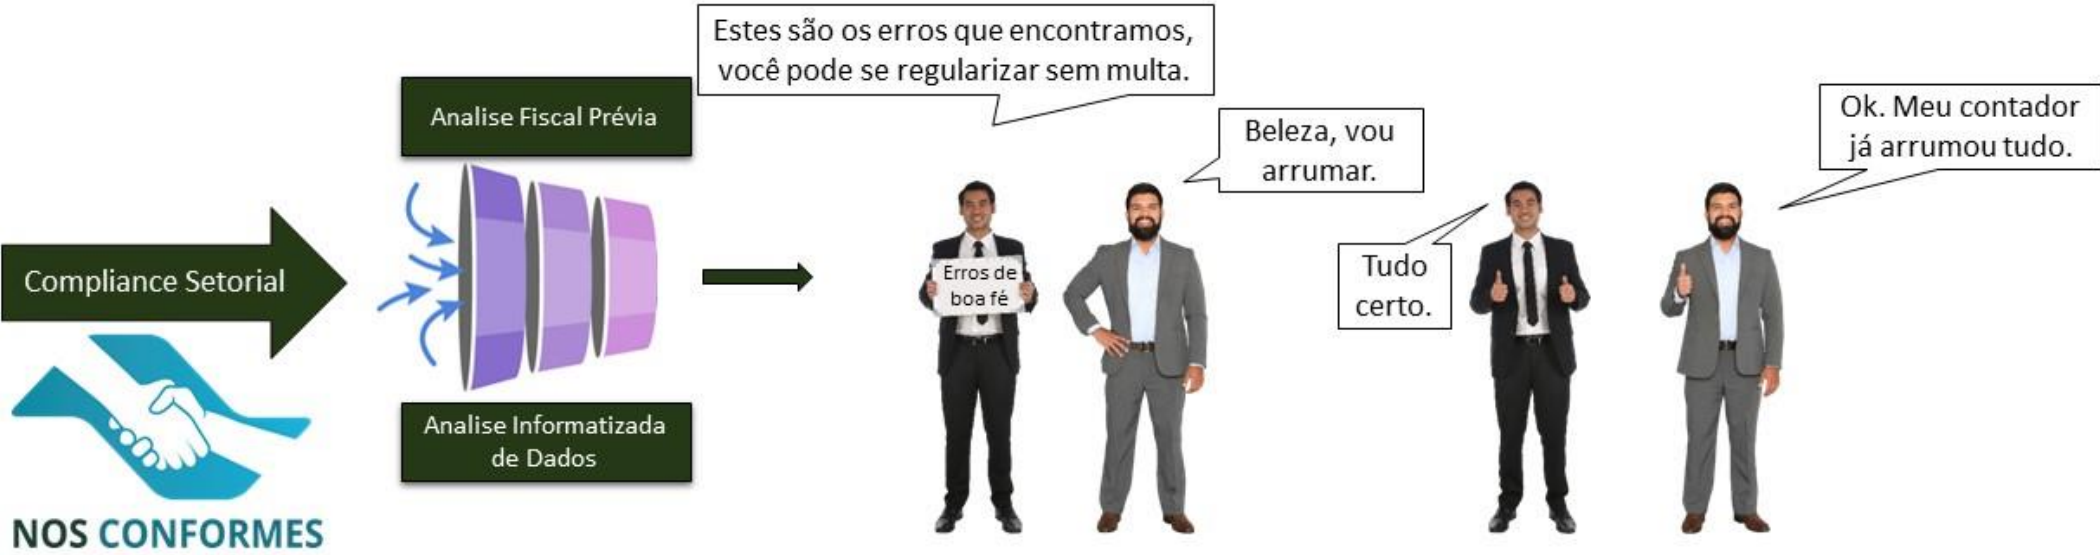 Compliance Setorial
NOS CONFORMES
Analise Fiscal Prévia
Analise Informatizada
de Dados
Estes são os erros que encontramos,
você pode se regularizar sem multa.
Erros de
boa fé
Beleza, vou
arrumar.
Tudo
certo.
Ok. Meu contador
já arrumou tudo.